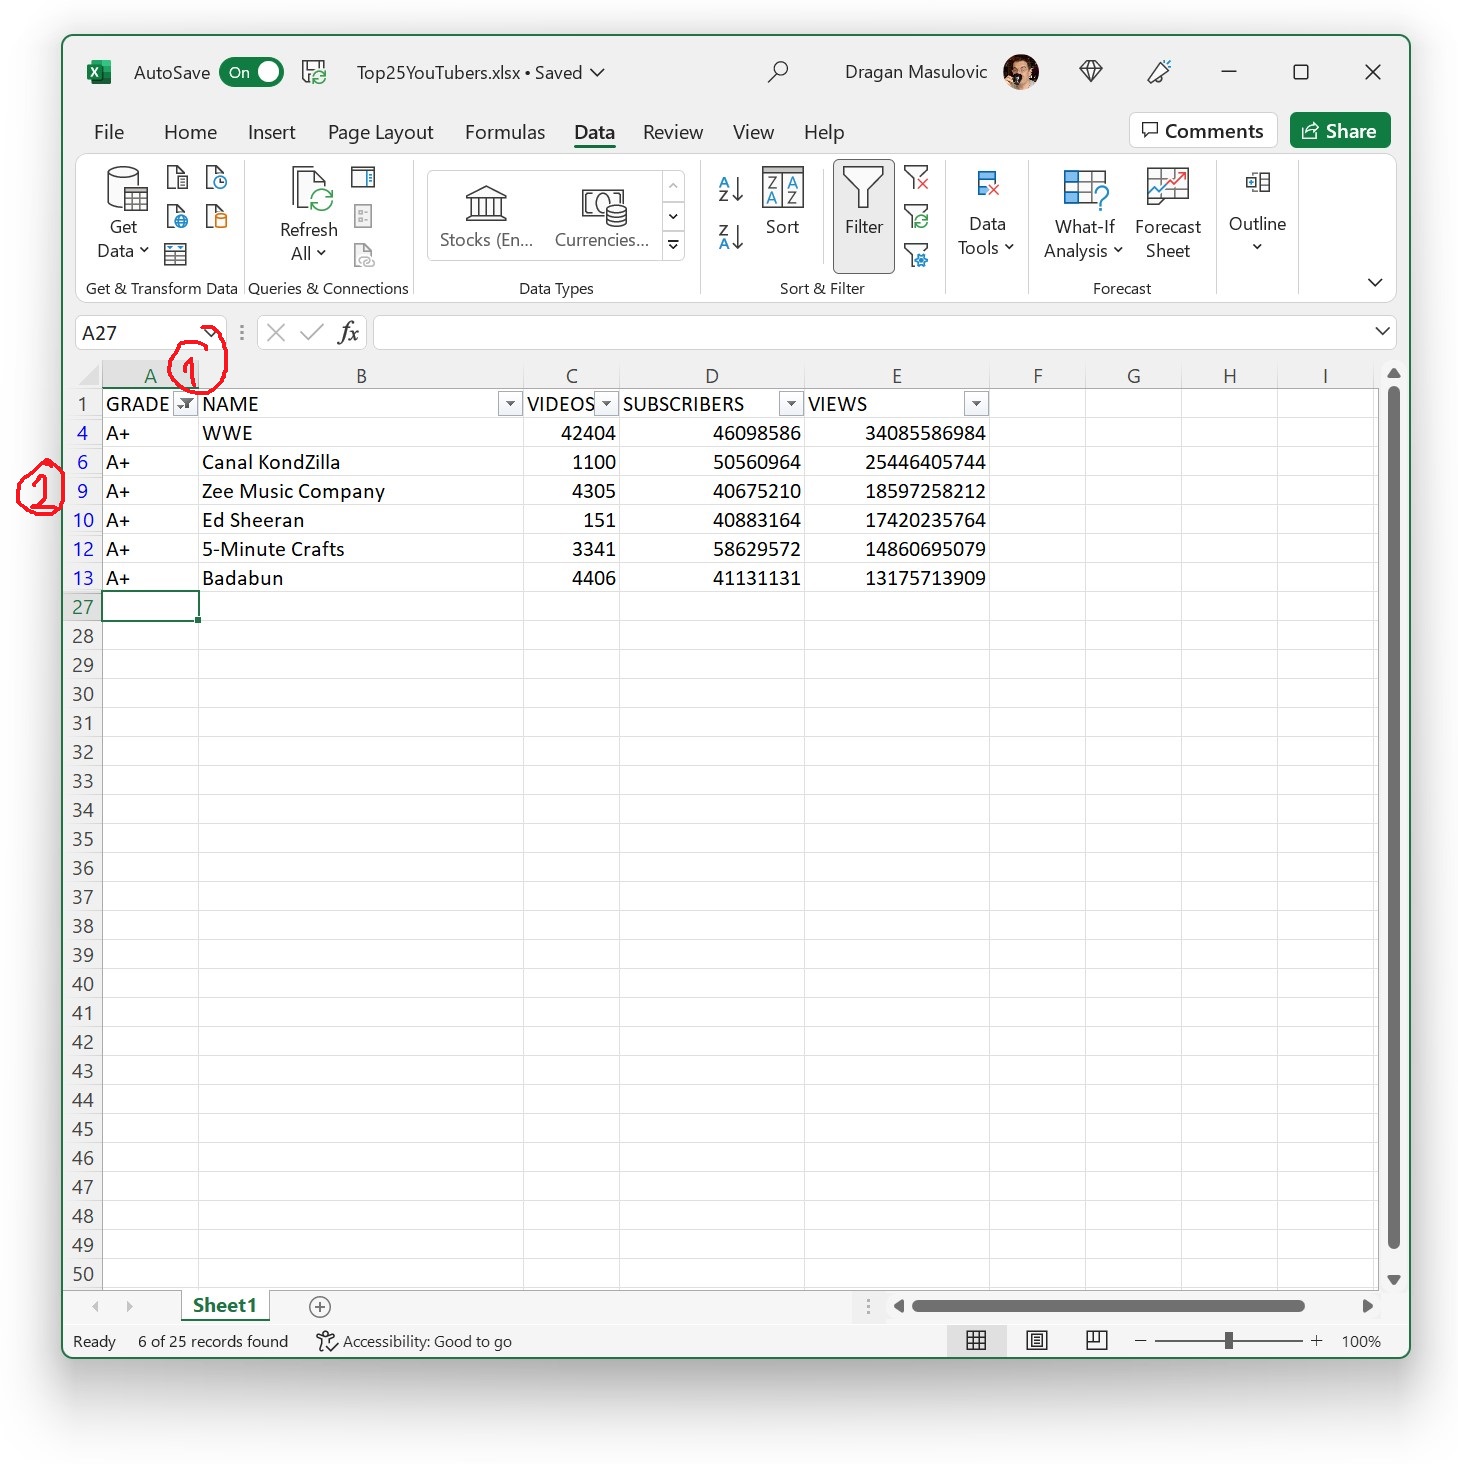 AutoSave On Top25YouTubers.xlsx • Saved Dragan Masulovic
File Home Insert Page Layout Formulas Data Review View Help Comments Share
Get Data
Refresh All
Stocks (En... Currencies...
A Z
Z A
Z A A Z
Sort
Filter
Data Tools
What-If Analysis
Forecast Sheet
Outline
Get & Transform Data Queries & Connections Data Types Sort & Filter Forecast
A27 fx
1
A B C D E F G H I
1 GRADE NAME VIDEOS SUBSCRIBERS VIEWS
4 A+ WWE 42404 46098586 34085586984
6 A+ Canal KondZilla 1100 50560964 25446405744
9 A+ Zee Music Company 4305 40675210 18597258212
10 A+ Ed Sheeran 151 40883164 17420235764
12 A+ 5-Minute Crafts 3341 58629572 14860695079
13 A+ Badabun 4406 41131131 13175713909
27
28
29
30
31
32
33
34
35
36
37
38
39
40
41
42
43
44
45
46
47
48
49
50
Sheet1
Ready 6 of 25 records found Accessibility: Good to go 100%